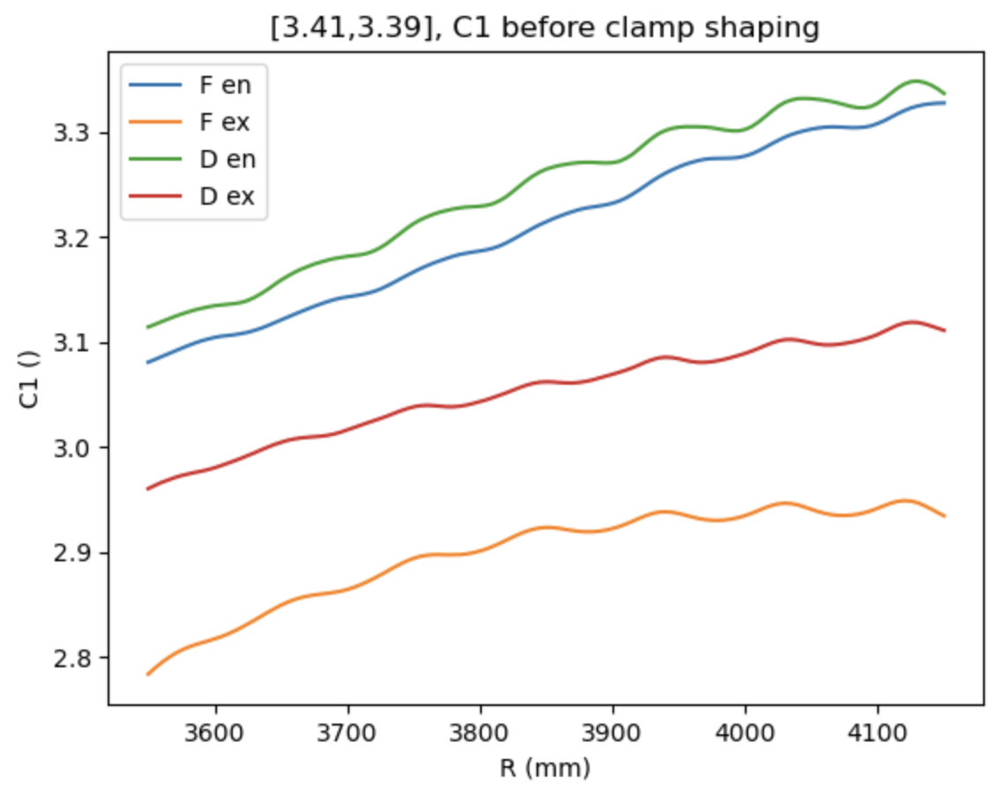 [3.41,3.39], C1 before clamp shaping
F en
F ex
D en
D ex
3.3
3.2
3.1
3.0
2.9
2.8
C1 ()
3600 3700 3800 3900 4000 4100
R (mm)